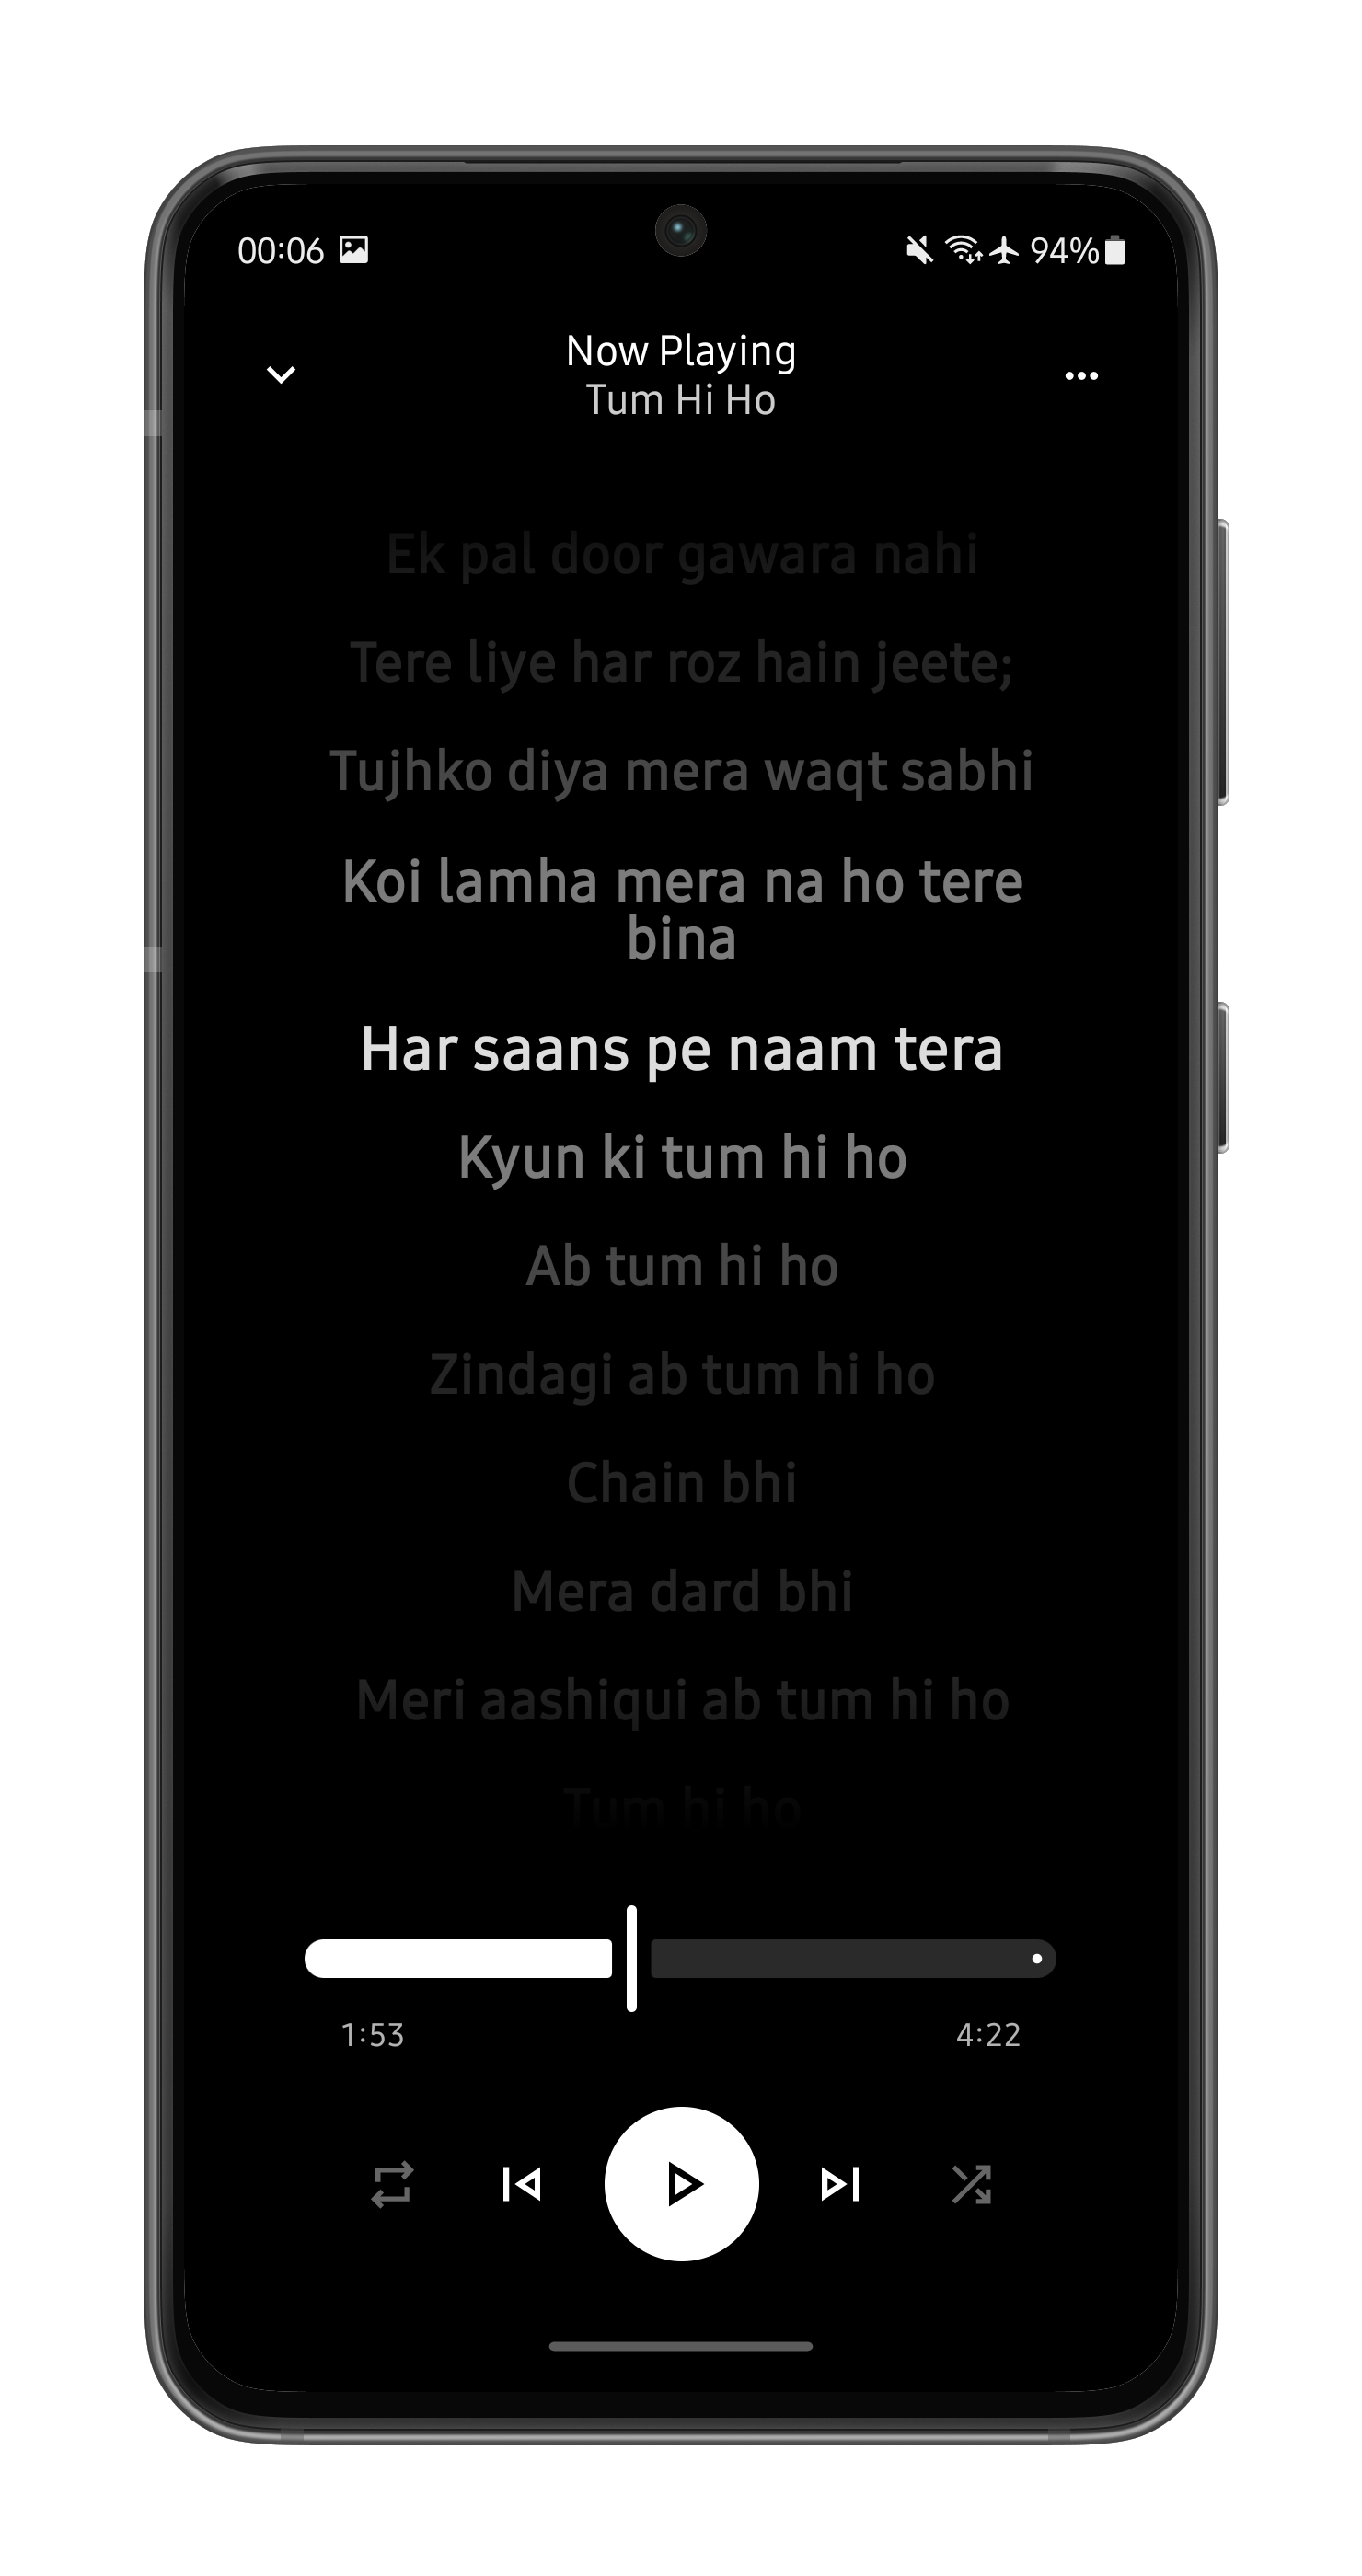 00:06 94%
Now Playing
Tum Hi Ho
Ek pal door gawara nahi
Tere liye har roz hain jeete;
Tujhko diya mera waqt sabhi
Koi lamha mera na ho tere
bina
Har saans pe naam tera
Kyun ki tum hi ho
Ab tum hi ho
Zindagi ab tum hi ho
Chain bhi
Mera dard bhi
Meri aashiqui ab tum hi ho
Tum hi ho
1:53 4:22